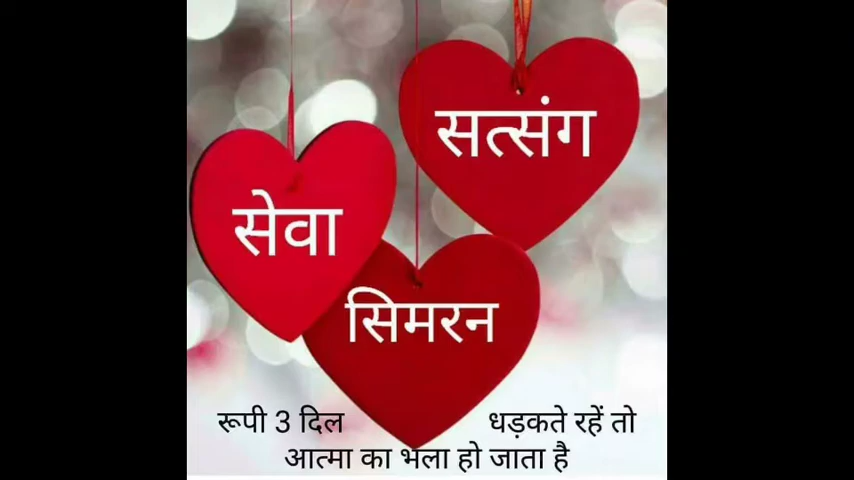 सत्संग
सेवा
सिमरन
रूपी 3 दिल धड़कते रहें तो
आत्मा का भला हो जाता है